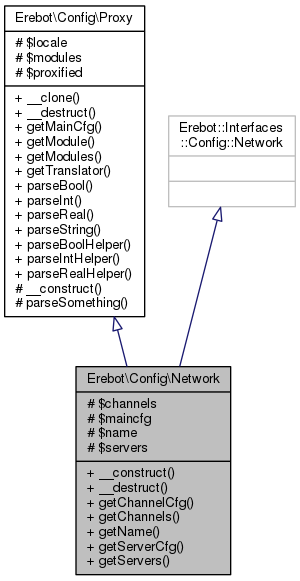 Erebot\Config\Proxy
# $locale
# $modules
# $proxified
+ __clone()
+ __destruct()
+ getMainCfg()
+ getModule()
+ getModules()
+ getTranslator()
+ parseBool()
+ parseInt()
+ parseReal()
+ parseString()
+ parseBoolHelper()
+ parseIntHelper()
+ parseRealHelper()
# __construct()
# parseSomething()
Erebot::Interfaces
::Config::Network
Erebot\Config\Network
# $channels
# $maincfg
# $name
# $servers
+ __construct()
+ __destruct()
+ getChannelCfg()
+ getChannels()
+ getName()
+ getServerCfg()
+ getServers()